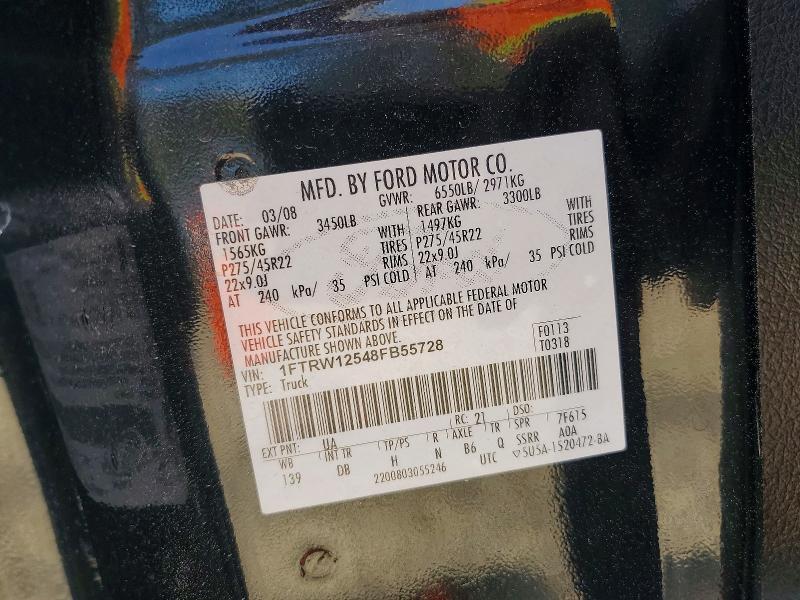 MFD. BY FORD MOTOR CO.
DATE: 03/08 GVWR: 6550LB/ 2971KG
FRONT GAWR: 3450LB REAR GAWR: 3300LB
1565KG WITH 1497KG WITH
P275/45R22 TIRES P275/45R22 TIRES
22x9.0J RIMS 22x9.0J RIMS
AT 240 kPa/ 35 PSI COLD AT 240 kPa/ 35 PSI COLD
THIS VEHICLE CONFORMS TO ALL APPLICABLE FEDERAL MOTOR
VEHICLE SAFETY STANDARDS IN EFFECT ON THE DATE OF
MANUFACTURE SHOWN ABOVE.
VIN: 1FTRW12548FB55728
TYPE: Truck
F0113
T0318
EXT PNT: UA RC: 21 DSO: 7F615
WB INT TR TP/PS R AXLE TR SPR A0A
139 DB H N B6 Q SSRR
2200803055246 UTC ▽5U5A-1520472-BA